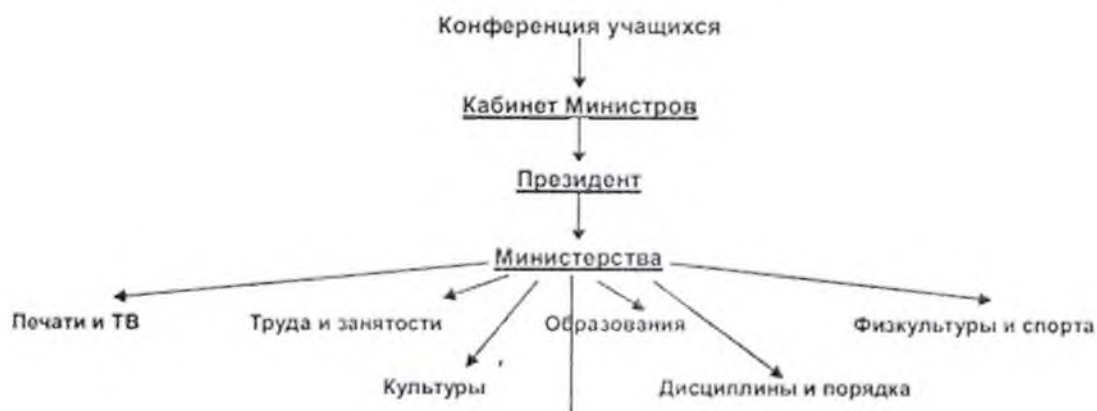 Конференция учащихся
Кабинет Министров
Президент
Министерства
Печати и ТВ
Труда и занятости
Образования
Физкультуры и спорта
Культуры
Дисциплины и порядка